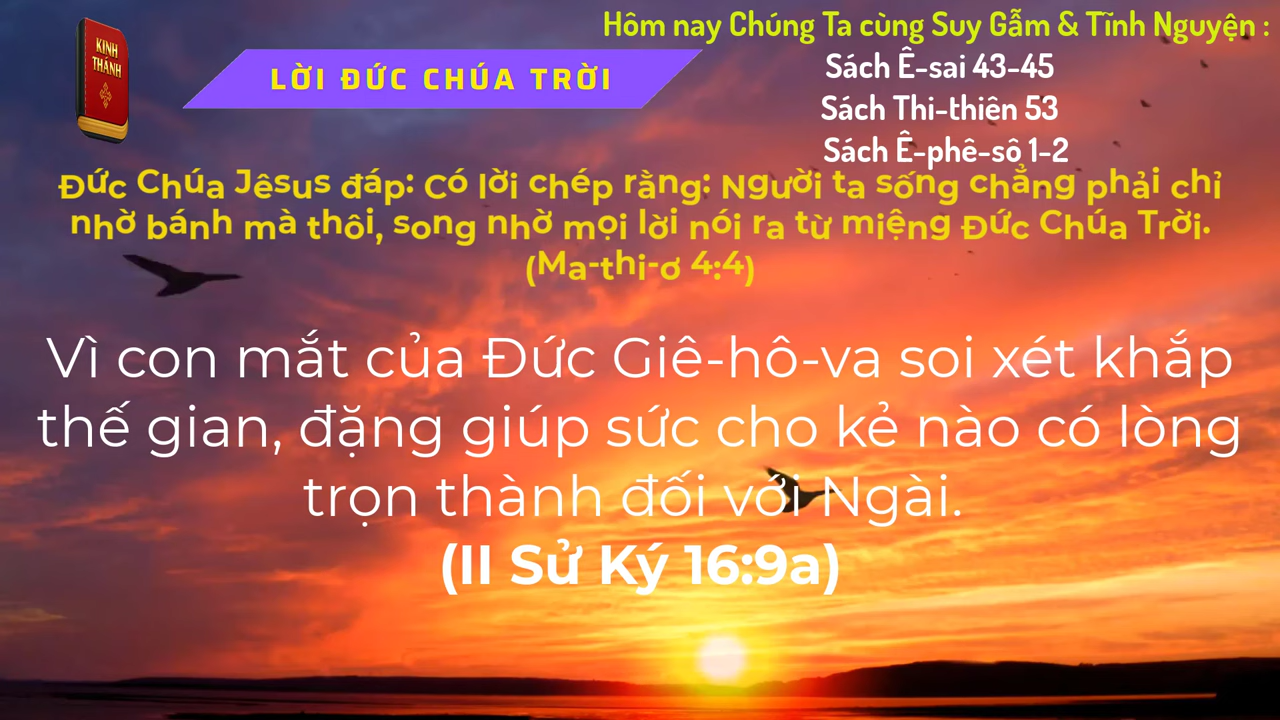 Hôm nay Chúng Ta cùng Suy Gẫm & Tĩnh Nguyện :
KINH
THÁNH
LỜI ĐỨC CHÚA TRỜI
Sách Ê-sai 43-45
Sách Thi-thiên 53
Sách Ê-phê-sô 1-2
Đức Chúa Jêsus đáp: Có lời chép rằng: Người ta sống chẳng phải chỉ
nhờ bánh mà thôi, song nhờ mọi lời nói ra từ miệng Đức Chúa Trời.
(Ma-thi-ơ 4:4)
Vì con mắt của Đức Giê-hô-va soi xét khắp
thế gian, đặng giúp sức cho kẻ nào có lòng
trọn thành đối với Ngài.
(II Sử Ký 16:9a)